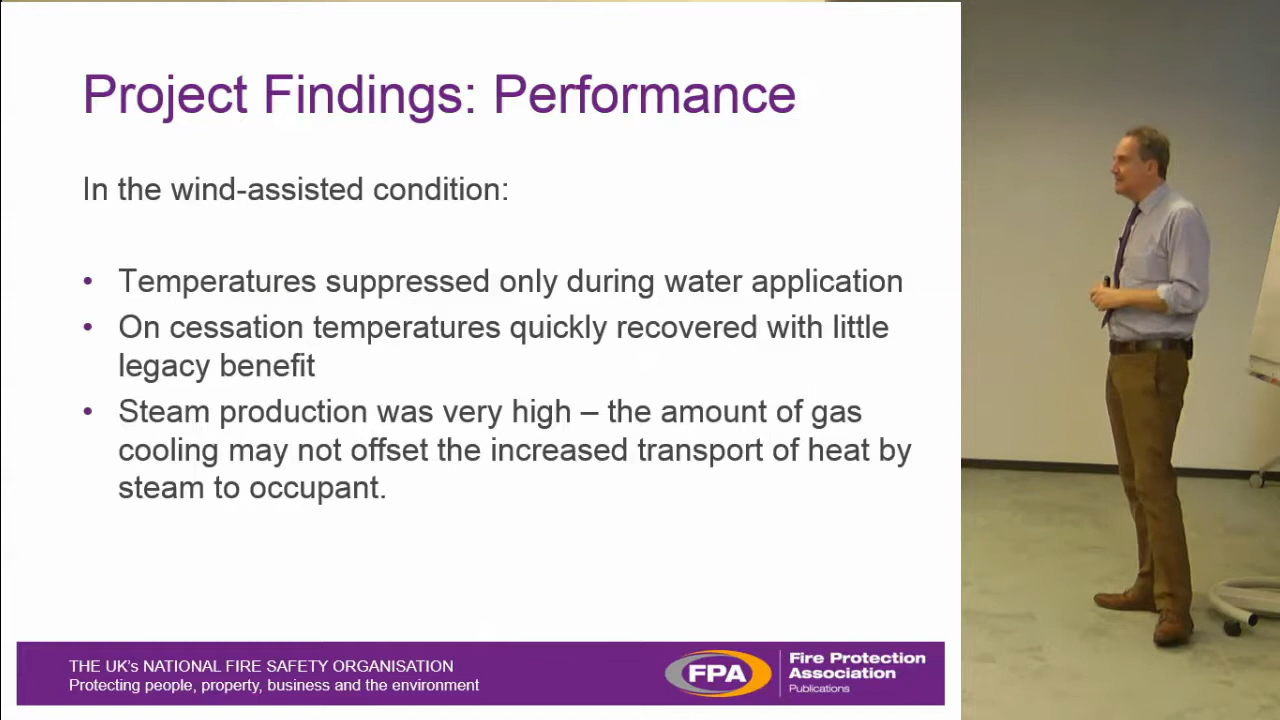 Project Findings: Performance
In the wind-assisted condition:
• Temperatures suppressed only during water application
• On cessation temperatures quickly recovered with little
legacy benefit
• Steam production was very high – the amount of gas
cooling may not offset the increased transport of heat by
steam to occupant.
THE UK's NATIONAL FIRE SAFETY ORGANISATION
Protecting people, property, business and the environment
FPA
Fire Protection
Association
Publications